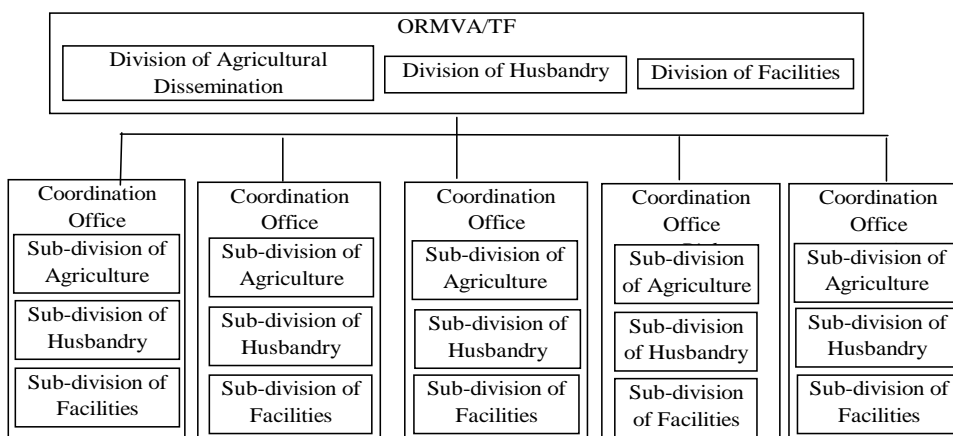 ORMVA/TF
Division of Agricultural
Dissemination
Division of Husbandry
Division of Facilities
Coordination
Office
Sub-division of
Agriculture
Sub-division of
Husbandry
Sub-division of
Facilities
Coordination
Office
Sub-division of
Agriculture
Sub-division of
Husbandry
Sub-division of
Facilities
Coordination
Office
Sub-division of
Agriculture
Sub-division of
Husbandry
Sub-division of
Facilities
Coordination
Office
Sub-division
of Agriculture
Sub-division
of Husbandry
Sub-division
of Facilities
Coordination
Office
Sub-division of
Agriculture
Sub-division of
Husbandry
Sub-division of
Facilities